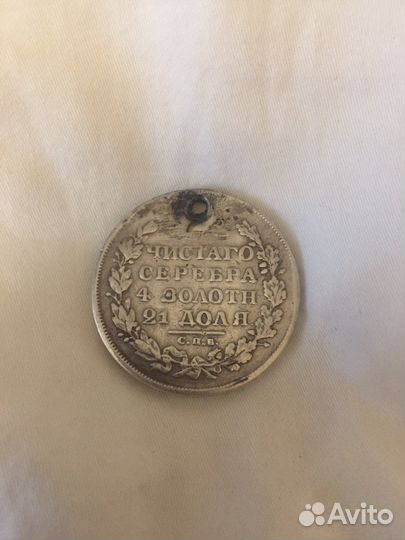 ЧИСТАГО
СЕРЕБРА
4 ЗОЛОТН
21 ДОЛЯ
С.П.Б.
Avito